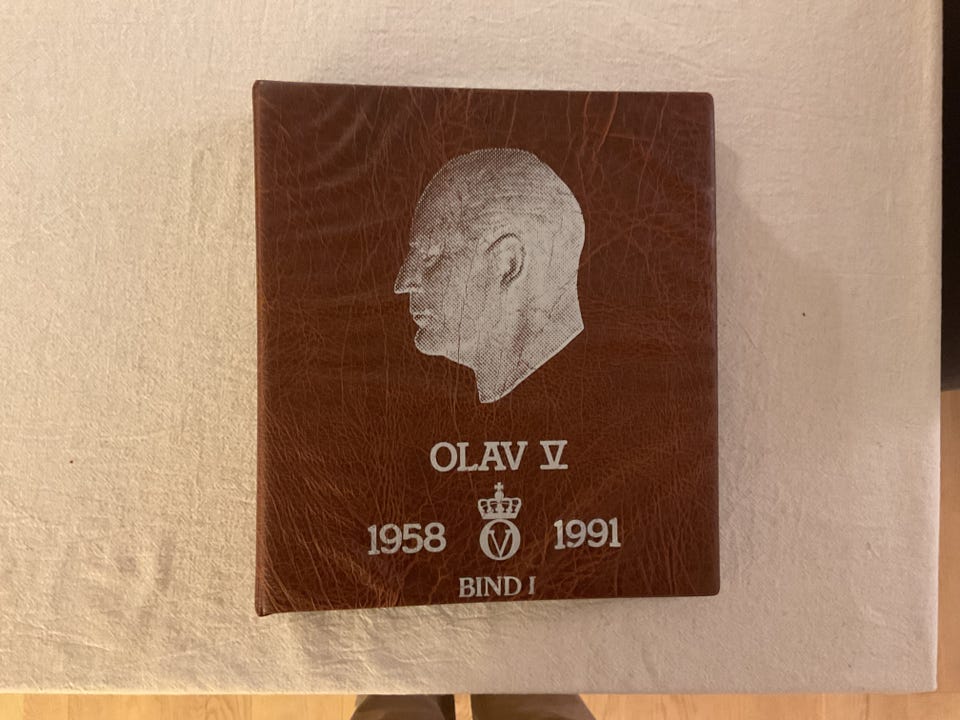 OLAV V
1958 V 1991
BIND I